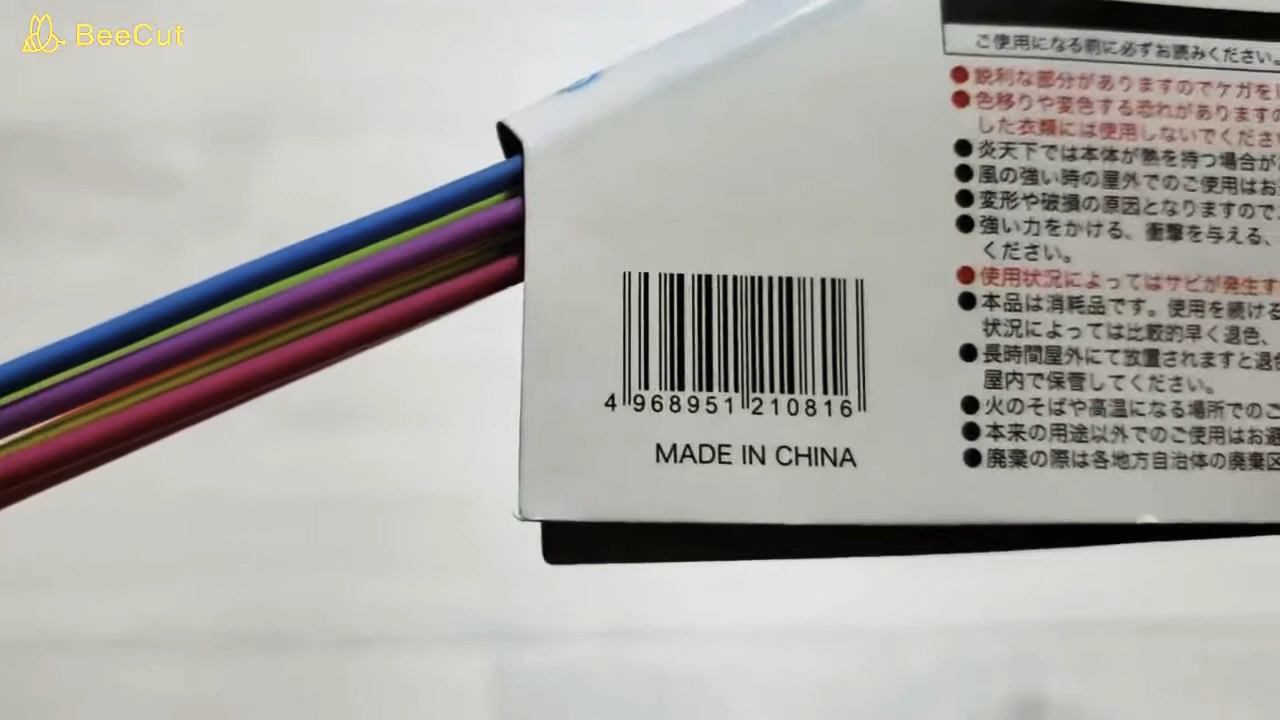 BeeCut
ご使用になる前に必ずお読みください。
●鋭利な部分がありますのでケガを
●色移りや変色する恐れがあります
した衣類には使用しないでくださ
●炎天下では本体が熱を持つ場合が
●風の強い時の屋外でのご使用はお
●変形や破損の原因となりますので
●強い力をかける、衝撃を与える、
ください。
●使用状況によってはサビが発生す
●本品は消耗品です。使用を続ける
状況によっては比較的早く退色、
●長時間屋外にて放置されますと退色
屋内で保管してください。
●火のそばや高温になる場所でのご
●本来の用途以外でのご使用はお避
●廃棄の際は各地方自治体の廃棄区
4 968951 210816
MADE IN CHINA